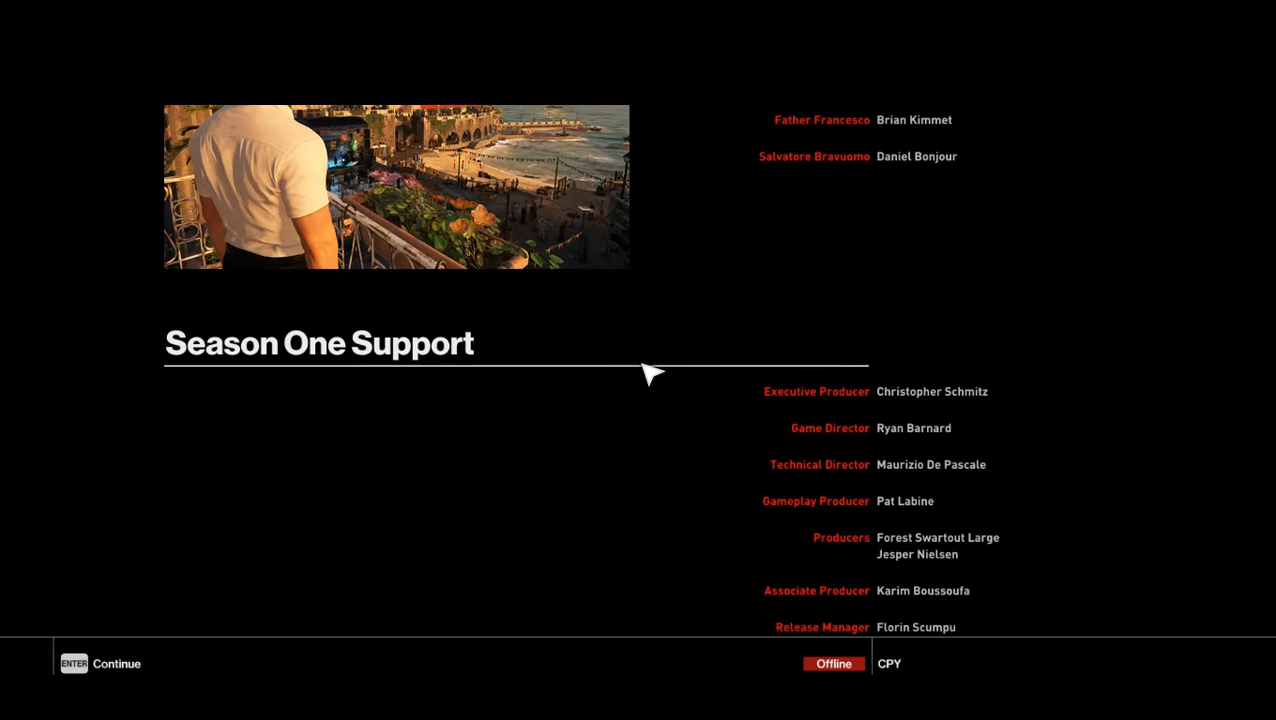 Father Francesco Brian Kimmet
Salvatore Bravuomo Daniel Bonjour
Season One Support
Executive Producer Christopher Schmitz
Game Director Ryan Barnard
Technical Director Maurizio De Pascale
Gameplay Producer Pat Labine
Producers Forest Swartout Large
Jesper Nielsen
Associate Producer Karim Boussoufa
Release Manager Florin Scumpu
ENTER Continue
Offline CPY